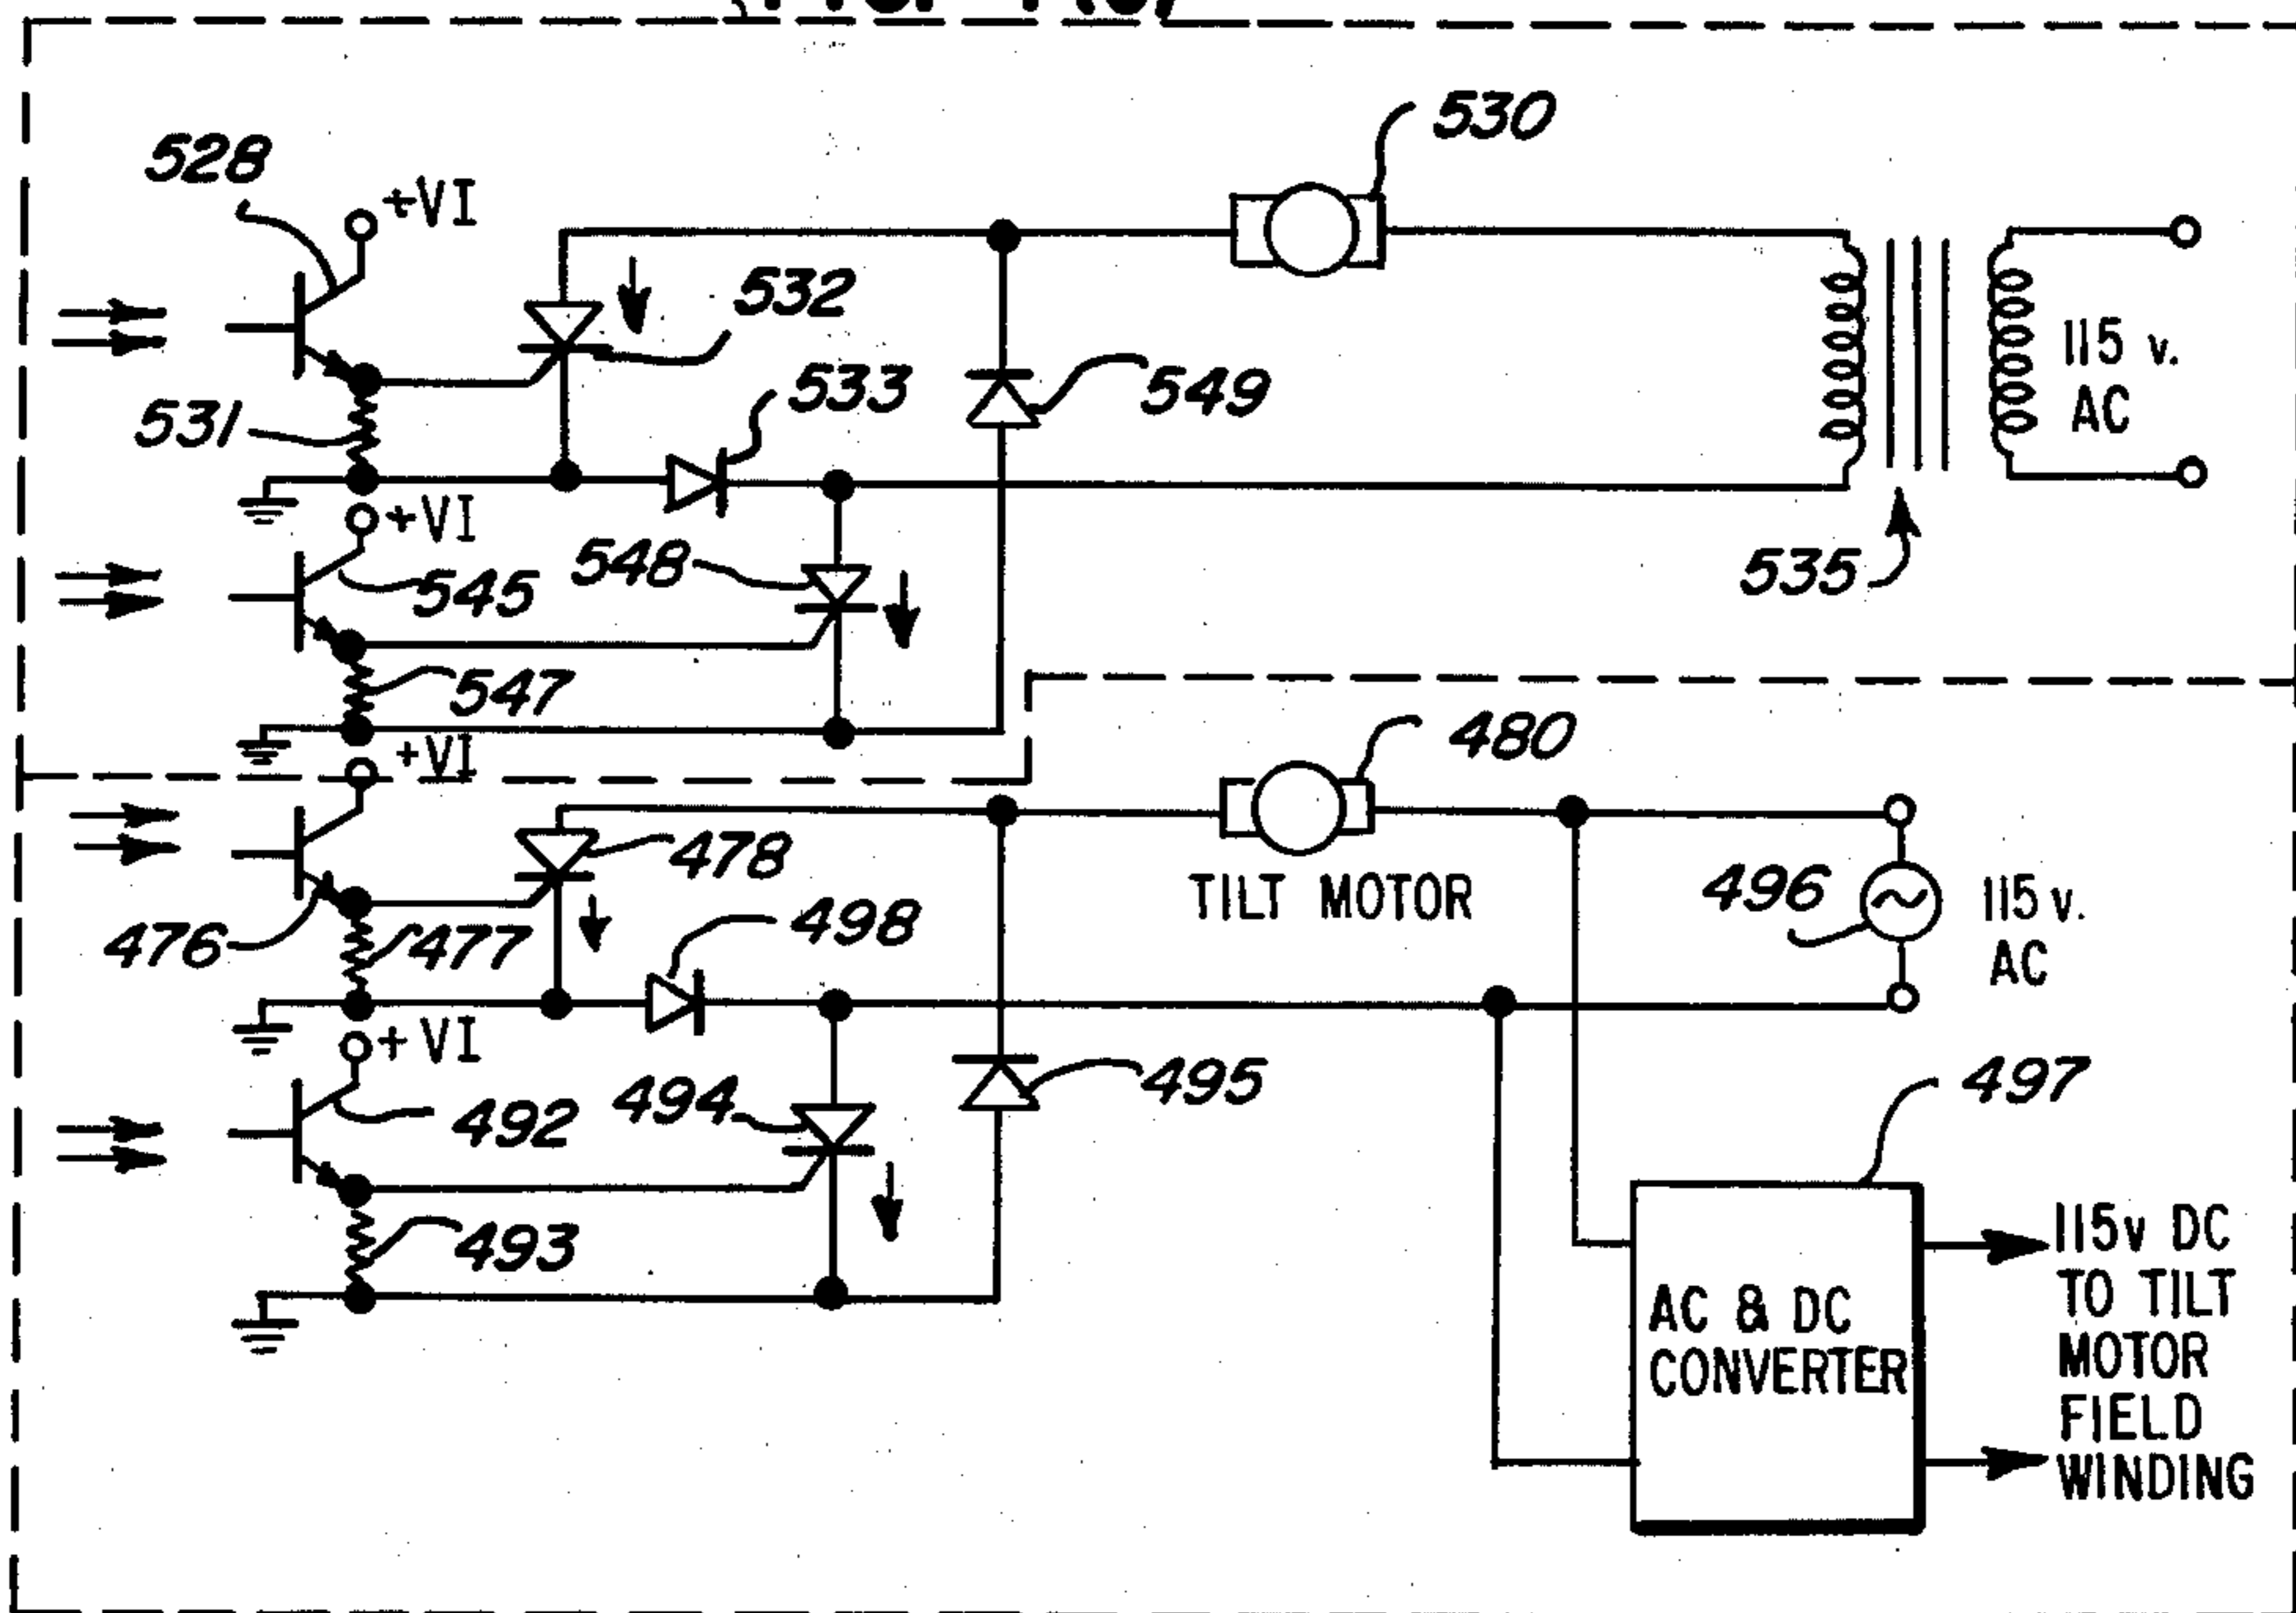 530
528
+VI
532
533
549
531
115 v.
AC
+VI
548
545
535
547
+VI
480
478
TILT MOTOR
496
115 v.
AC
476
477
498
+VI
492
494
495
497
493
AC & DC
CONVERTER
115v DC
TO TILT
MOTOR
FIELD
WINDING